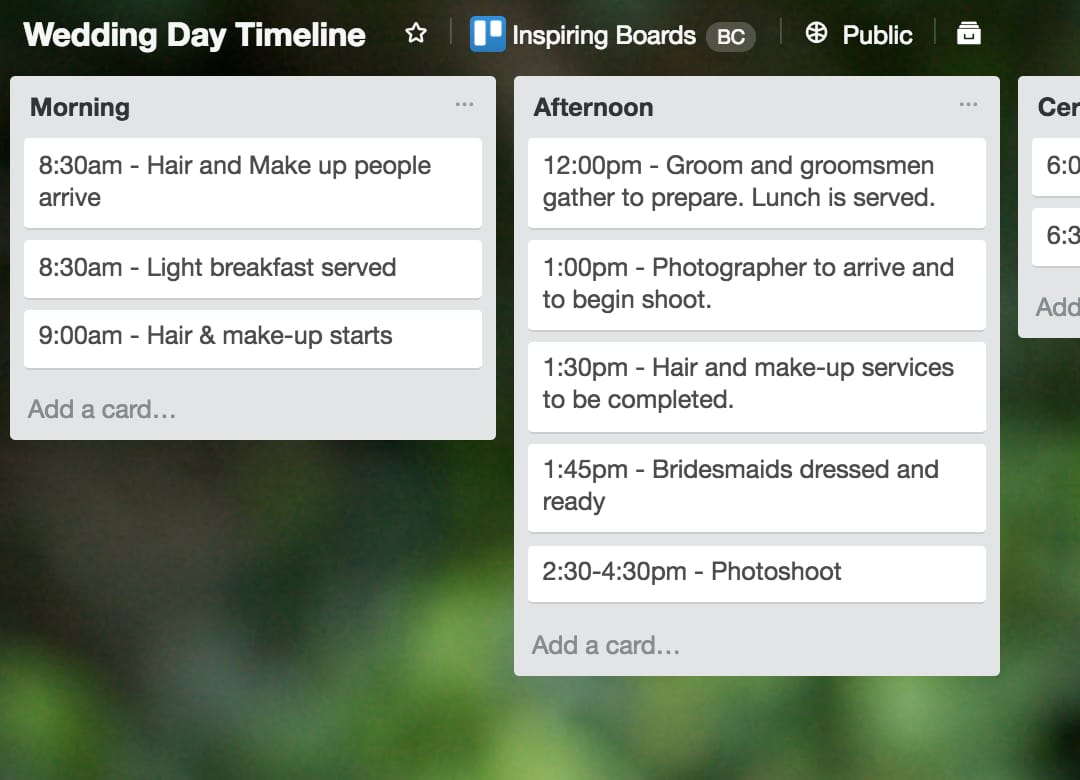 Wedding Day Timeline
Inspiring Boards BC
Public
Morning
8:30am - Hair and Make up people
arrive
8:30am - Light breakfast served
9:00am - Hair & make-up starts
Add a card…
Afternoon
12:00pm - Groom and groomsmen
gather to prepare. Lunch is served.
1:00pm - Photographer to arrive and
to begin shoot.
1:30pm - Hair and make-up services
to be completed.
1:45pm - Bridesmaids dressed and
ready
2:30-4:30pm - Photoshoot
Add a card…
Cer
6:0
6:3
Add